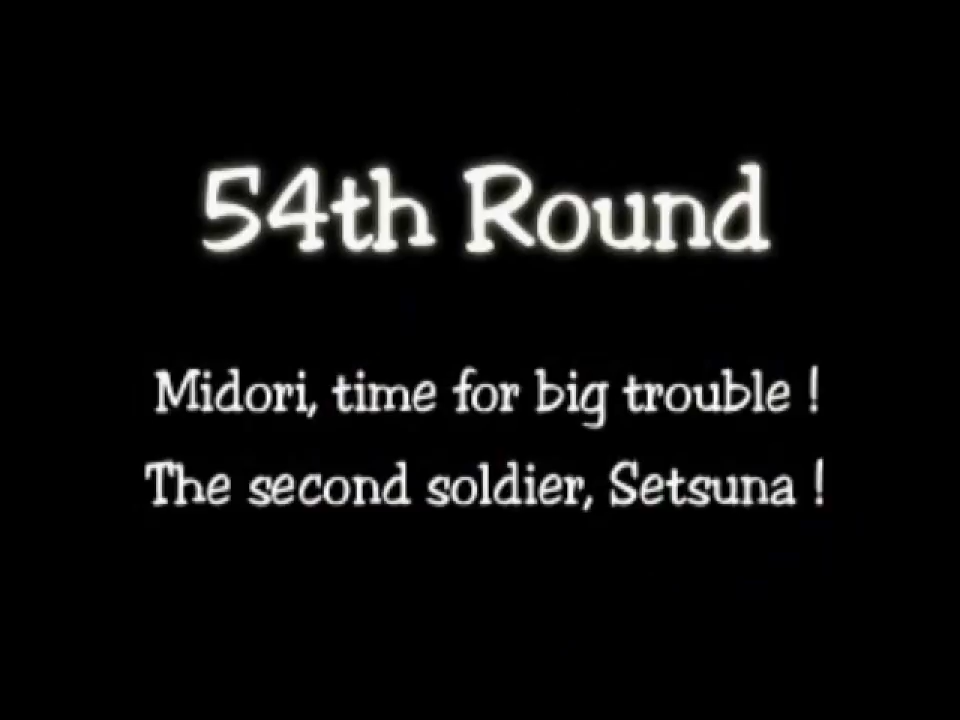 54th Round
Midori, time for big trouble !
The second soldier, Setsuna !